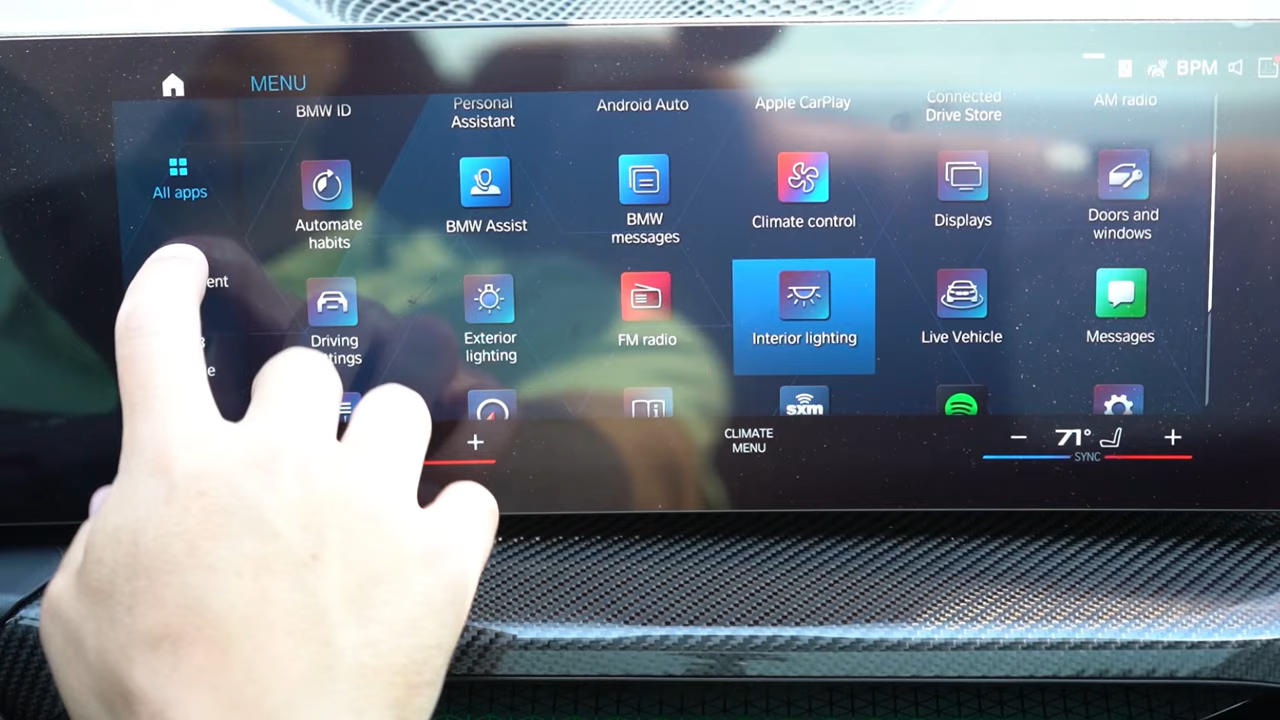 MENU
BPM
BMW ID
Personal
Assistant
Android Auto
Apple CarPlay
Connected
Drive Store
AM radio
All apps
Automate
habits
BMW Assist
BMW
messages
Climate control
Displays
Doors and
windows
Driving
Exterior
lighting
FM radio
Interior lighting
Live Vehicle
Messages
sxm
+
CLIMATE
MENU
− 71° +
SYNC